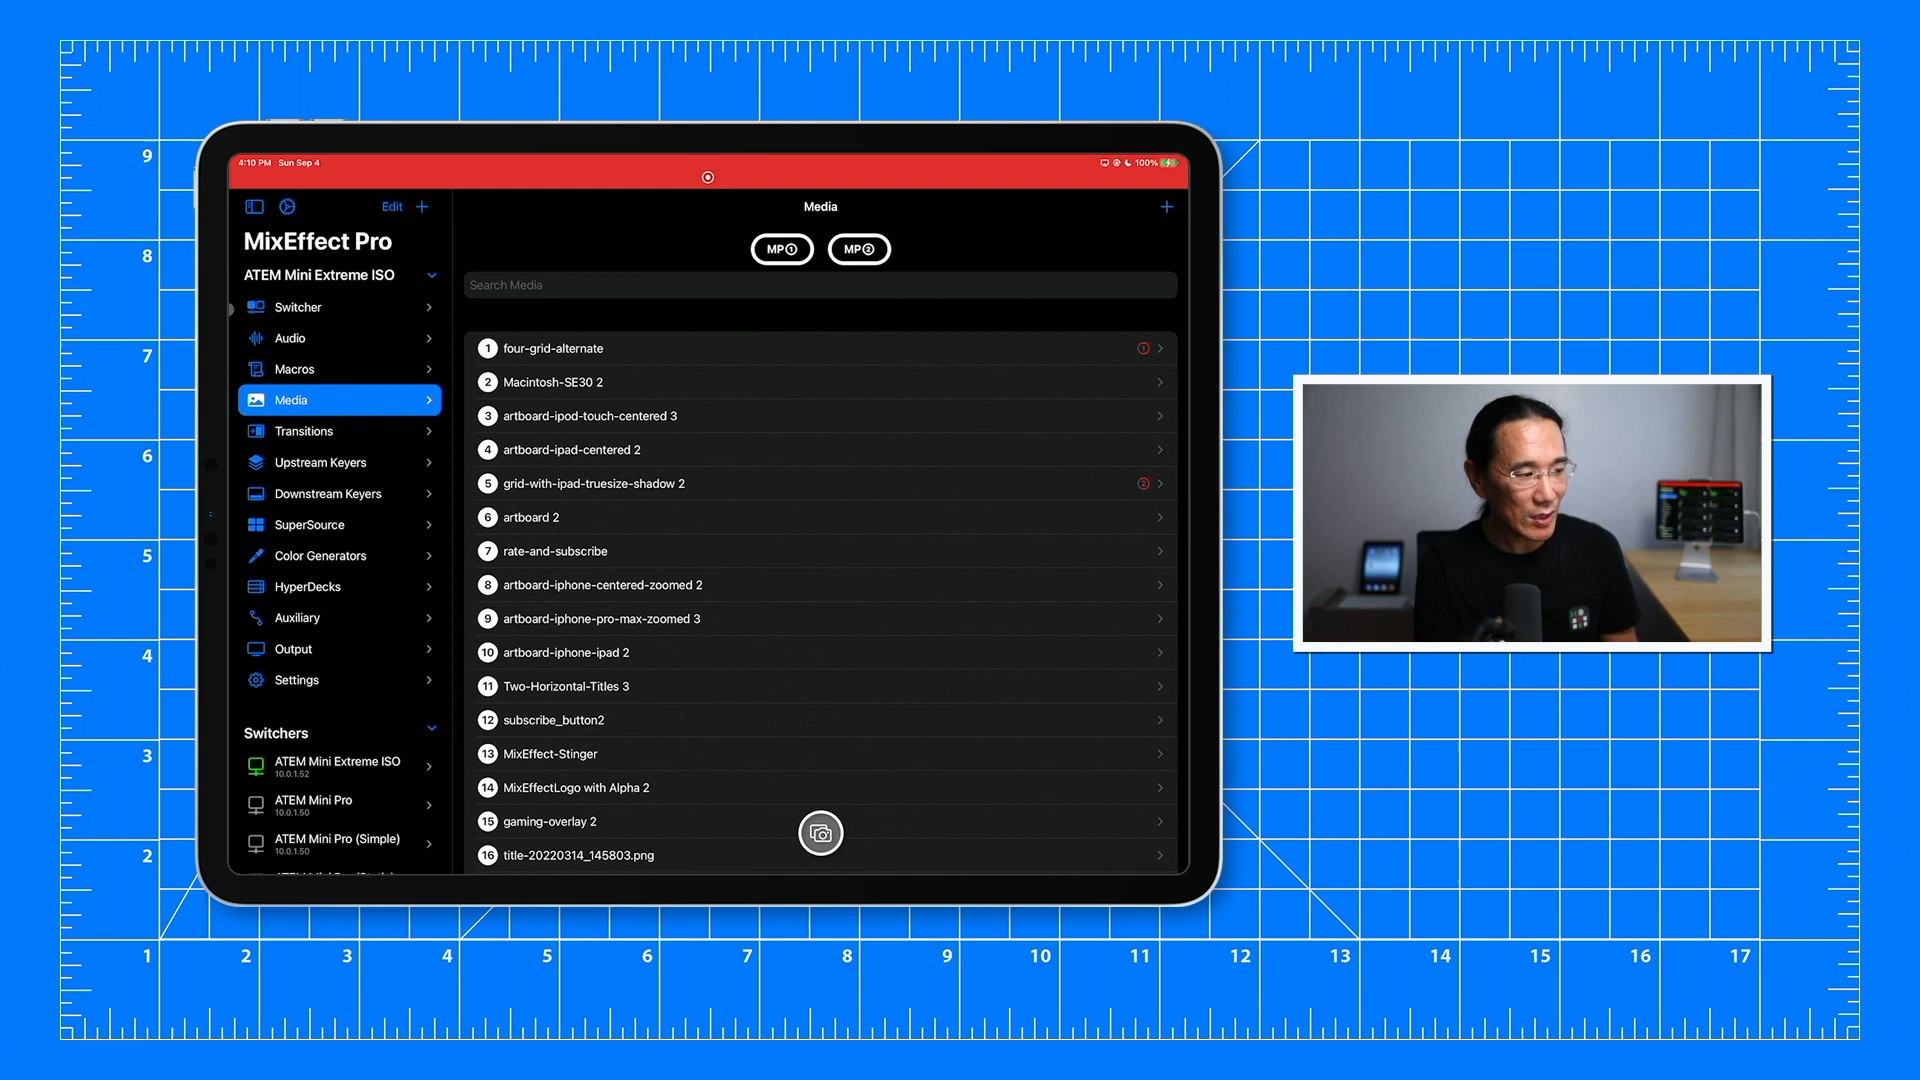 4:10 PM Sun Sep 4
100%
Edit
MixEffect Pro
ATEM Mini Extreme ISO
Switcher
Audio
Macros
Media
Transitions
Upstream Keyers
Downstream Keyers
SuperSource
Color Generators
HyperDecks
Auxiliary
Output
Settings
Switchers
ATEM Mini Extreme ISO
10.0.1.52
ATEM Mini Pro
10.0.1.50
ATEM Mini Pro (Simple)
10.0.1.50
Media
MP1 MP2
Search Media
1 four-grid-alternate 1
2 Macintosh-SE30 2
3 artboard-ipod-touch-centered 3
4 artboard-ipad-centered 2
5 grid-with-ipad-truesize-shadow 2 2
6 artboard 2
7 rate-and-subscribe
8 artboard-iphone-centered-zoomed 2
9 artboard-iphone-pro-max-zoomed 3
10 artboard-iphone-ipad 2
11 Two-Horizontal-Titles 3
12 subscribe_button2
13 MixEffect-Stinger
14 MixEffectLogo with Alpha 2
15 gaming-overlay 2
16 title-20220314_145803.png
9
8
7
6
5
4
3
2
1 2 3 4 5 6 7 8 9 10 11 12 13 14 15 16 17